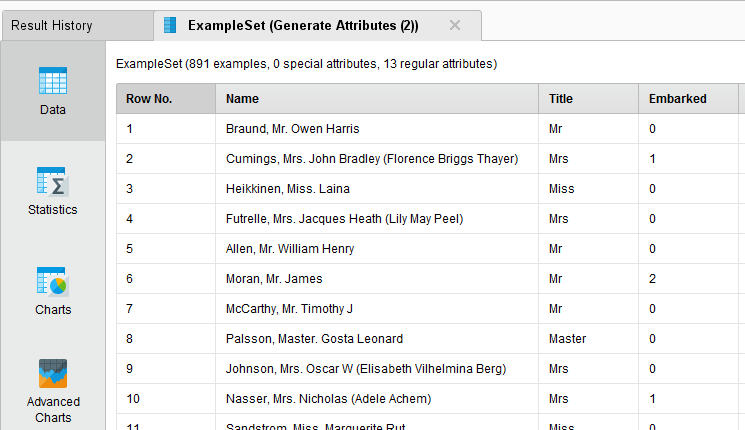 Result History
ExampleSet (Generate Attributes (2))
ExampleSet (891 examples, 0 special attributes, 13 regular attributes)
Data
Statistics
Charts
Advanced
Charts
Row No. Name Title Embarked
1 Braund, Mr. Owen Harris Mr 0
2 Cumings, Mrs. John Bradley (Florence Briggs Thayer) Mrs 1
3 Heikkinen, Miss. Laina Miss 0
4 Futrelle, Mrs. Jacques Heath (Lily May Peel) Mrs 0
5 Allen, Mr. William Henry Mr 0
6 Moran, Mr. James Mr 2
7 McCarthy, Mr. Timothy J Mr 0
8 Palsson, Master. Gosta Leonard Master 0
9 Johnson, Mrs. Oscar W (Elisabeth Vilhelmina Berg) Mrs 0
10 Nasser, Mrs. Nicholas (Adele Achem) Mrs 1
11 Sandstrom, Miss. Marguerite Rut Miss 0